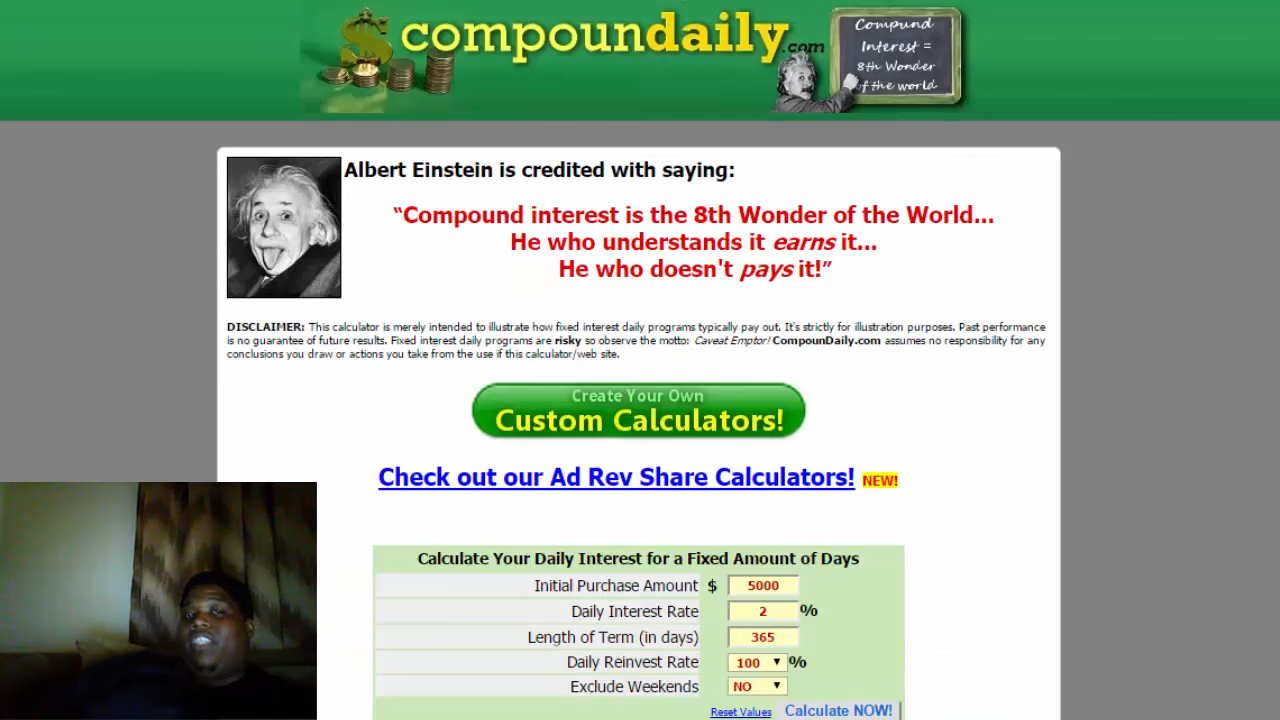 compoundaily.com
Compund
Interest =
8th Wonder
of the world
Albert Einstein is credited with saying:
“Compound interest is the 8th Wonder of the World...
He who understands it earns it...
He who doesn't pays it!”
DISCLAIMER: This calculator is merely intended to illustrate how fixed interest daily programs typically pay out. It's strictly for illustration purposes. Past performance
is no guarantee of future results. Fixed interest daily programs are risky so observe the motto: Caveat Emptor! CompounDaily.com assumes no responsibility for any
conclusions you draw or actions you take from the use if this calculator/web site.
Create Your Own
Custom Calculators!
Check out our Ad Rev Share Calculators! NEW!
Calculate Your Daily Interest for a Fixed Amount of Days
Initial Purchase Amount $ 5000
Daily Interest Rate 2 %
Length of Term (in days) 365
Daily Reinvest Rate 100 %
Exclude Weekends NO
Reset Values Calculate NOW!